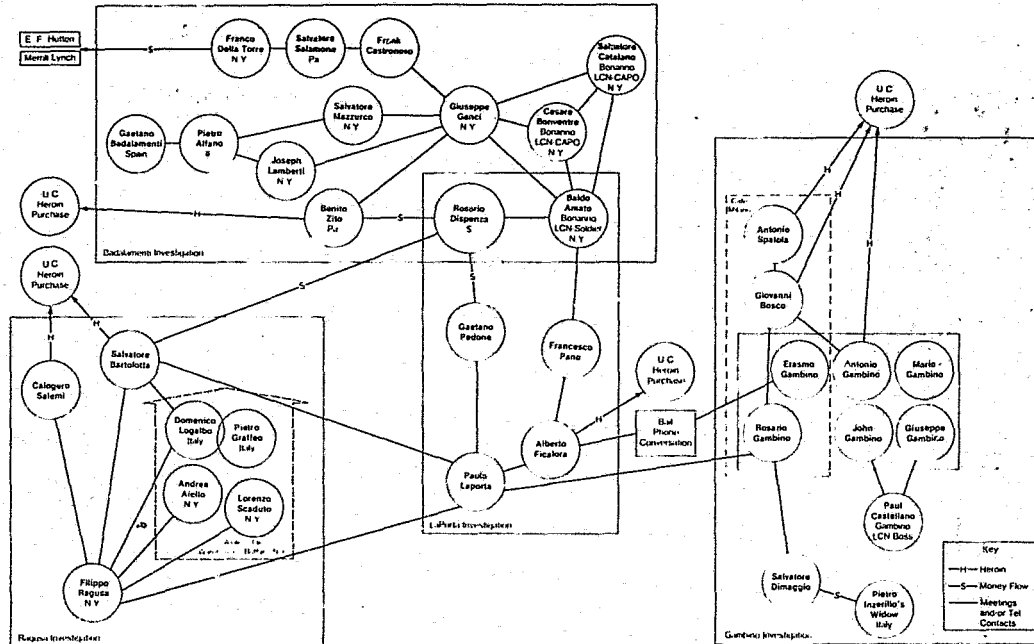 E F Hutton
Merrill Lynch
S
Franco
Della Torre
N Y
Salvatore
Salamone
Pa
Frank
Castronovo
Salvatore
Catalano
Bonanno
LCN-CAPO
N Y
Salvatore
Mazzurco
N Y
Giuseppe
Ganci
N Y
Cesare
Bonventre
Bonanno
LCN-CAPO
N Y
Gaetano
Badalamenti
Spain
Pietro
Alfano
Joseph
Lamberti
N Y
U C
Heroin
Purchase
H
Benito
Zito
Pa
S
Rosario
Dispenza
S
Baldo
Amato
Bonanno
LCN-Soldier
N Y
Badalamenti Investigation
U C
Heroin
Purchase
S
S
H
H
Salvatore
Bartolotta
Calogero
Salemi
Domenico
Logalbo
Italy
Pietro
Graffeo
Italy
Andrea
Aiello
N Y
Lorenzo
Scaduto
N Y
Filippo
Ragusa
N Y
Ragusa Investigation
Gaetano
Pedone
Francesco
Pano
U C
Heroin
Purchase
H
Alberto
Ficalora
Bail
Phone
Conversation
Paulo
Laporta
LaPorta Investigation
U C
Heroin
Purchase
H
H
H
Antonio
Spatola
Giovanni
Bosco
Erasmo
Gambino
Antonio
Gambino
Mario
Gambino
Rosario
Gambino
John
Gambino
Giuseppe
Gambino
Paul
Castellano
Gambino
LCN Boss
Salvatore
Dimaggio
S
Pietro
Inzerillo's
Widow
Italy
Gambino Investigation
Key
H Heroin
S Money Flow
Meetings
and/or Tel
Contacts